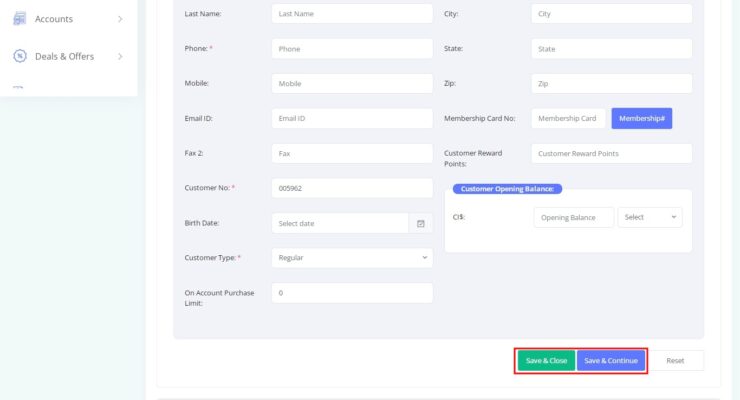 Accounts
Deals & Offers
Last Name: Last Name City: City
Phone: * Phone State: State
Mobile: Mobile Zip: Zip
Email ID: Email ID Membership Card No: Membership Card Membership#
Fax 2: Fax Customer Reward Points: Customer Reward Points
Customer No: * 005962 Customer Opening Balance:
Birth Date: Select date CI$: Opening Balance Select
Customer Type: * Regular
On Account Purchase
Limit: 0
Save & Close Save & Continue Reset